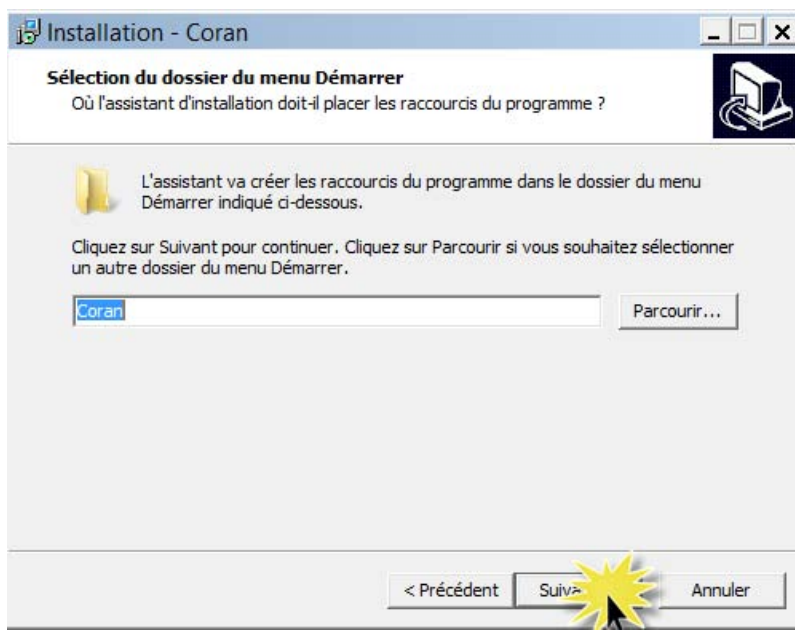 Installation - Coran
Sélection du dossier du menu Démarrer
Où l'assistant d'installation doit-il placer les raccourcis du programme ?
L'assistant va créer les raccourcis du programme dans le dossier du menu
Démarrer indiqué ci-dessous.
Cliquez sur Suivant pour continuer. Cliquez sur Parcourir si vous souhaitez sélectionner
un autre dossier du menu Démarrer.
Coran
Parcourir...
< Précédent
Annuler